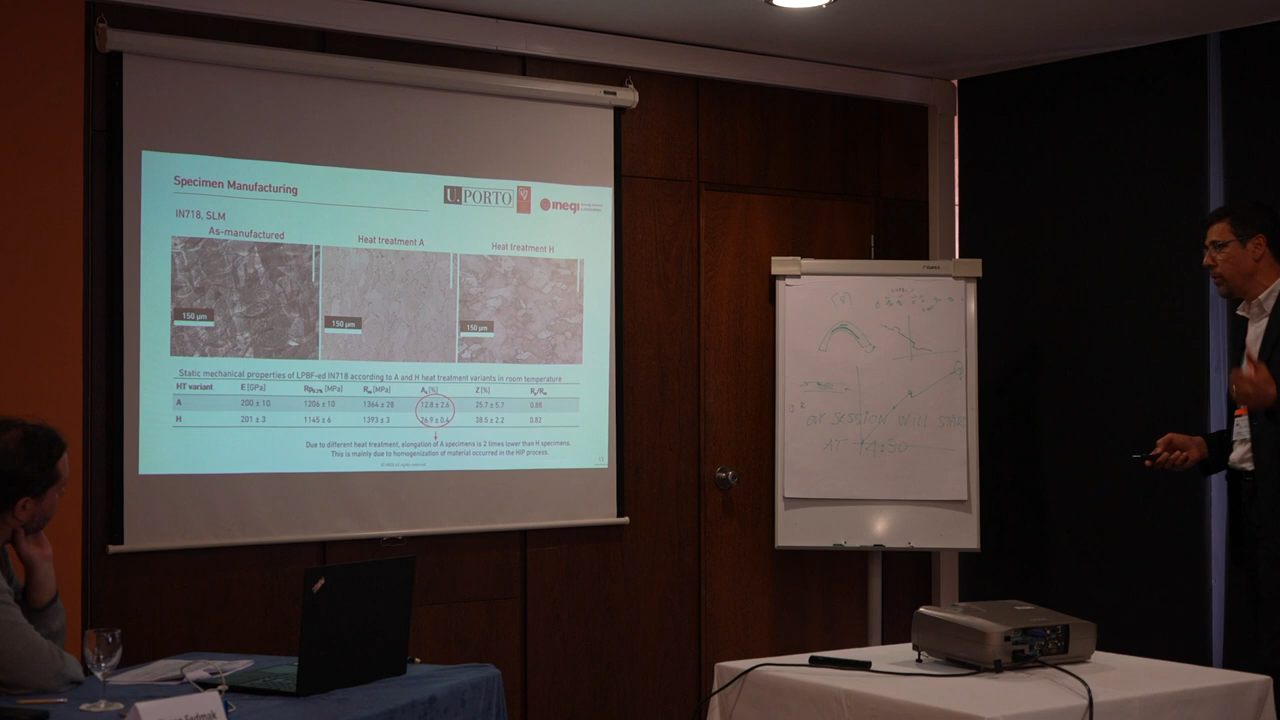 Specimen Manufacturing
U.PORTO
inegi
IN718, SLM
As-manufactured
Heat treatment A
Heat treatment H
150 µm
150 µm
150 µm
Static mechanical properties of LPBF-ed IN718 according to A and H heat treatment variants in room temperature
HT variant E [GPa] [MPa] [MPa] [%] Z [%]
A 200 ± 10 1206 ± 10 1364 ± 28 12.8 ± 2.6 25.7 ± 5.7 0.88
H 201 ± 3 1145 ± 6 1393 ± 3 26.9 ± 0.4 38.5 ± 2.2 0.82
Due to different heat treatment, elongation of A specimens is 2 times lower than H specimens.
This is mainly due to homogenization of material occurred in the HIP process.
SESSION WILL START
AT 14:50
Sedmak